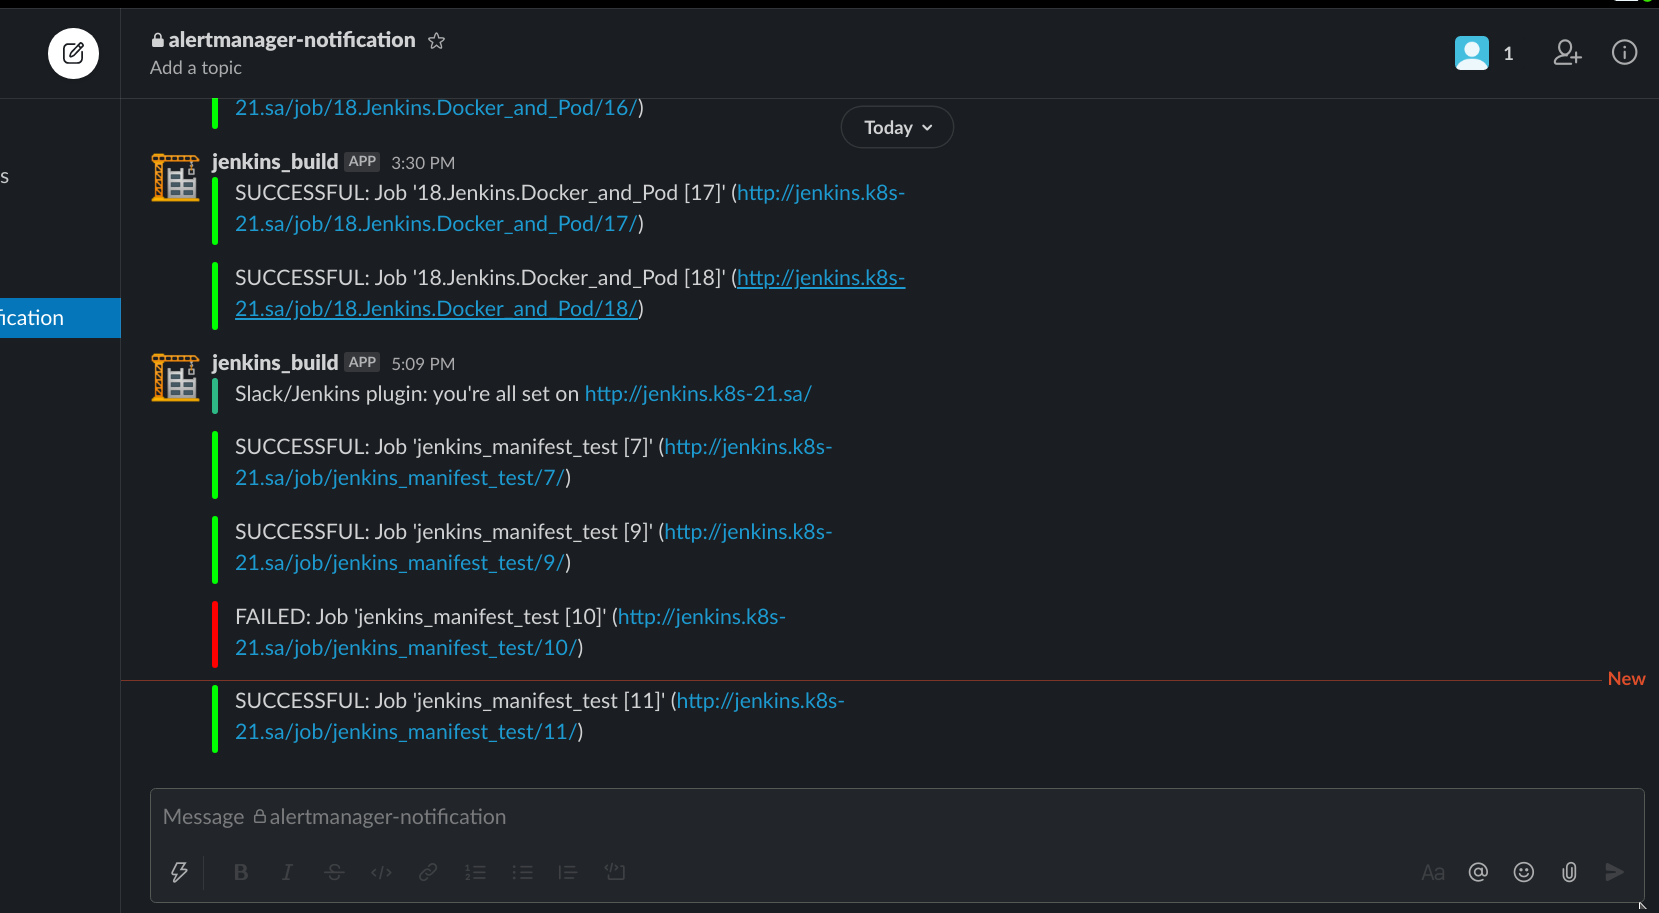 alertmanager-notification
Add a topic
1
21.sa/job/18.Jenkins.Docker_and_Pod/16/)
Today
s
jenkins_build APP 3:30 PM
SUCCESSFUL: Job '18.Jenkins.Docker_and_Pod [17]' (http://jenkins.k8s-
21.sa/job/18.Jenkins.Docker_and_Pod/17/)
SUCCESSFUL: Job '18.Jenkins.Docker_and_Pod [18]' (http://jenkins.k8s-
21.sa/job/18.Jenkins.Docker_and_Pod/18/)
fication
jenkins_build APP 5:09 PM
Slack/Jenkins plugin: you're all set on http://jenkins.k8s-21.sa/
SUCCESSFUL: Job 'jenkins_manifest_test [7]' (http://jenkins.k8s-
21.sa/job/jenkins_manifest_test/7/)
SUCCESSFUL: Job 'jenkins_manifest_test [9]' (http://jenkins.k8s-
21.sa/job/jenkins_manifest_test/9/)
FAILED: Job 'jenkins_manifest_test [10]' (http://jenkins.k8s-
21.sa/job/jenkins_manifest_test/10/)
New
SUCCESSFUL: Job 'jenkins_manifest_test [11]' (http://jenkins.k8s-
21.sa/job/jenkins_manifest_test/11/)
Message alertmanager-notification
B I S </> Aa @